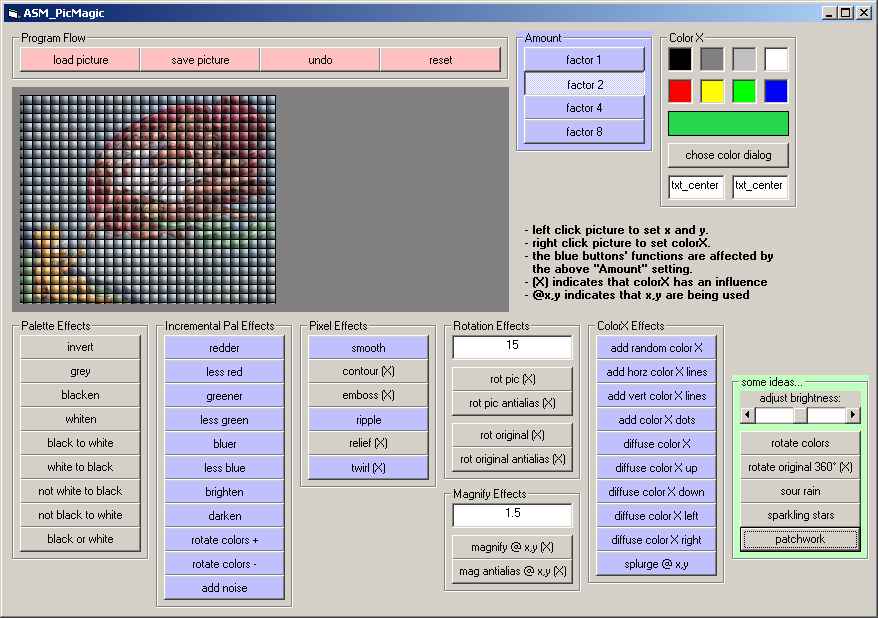 ASM_PicMagic
Program Flow
load picture
save picture
undo
reset
Amount
factor 1
factor 2
factor 4
factor 8
Color X
chose color dialog
txt_center
txt_center
- left click picture to set x and y.
- right click picture to set colorX.
- the blue buttons' functions are affected by
the above "Amount" setting.
- (X) indicates that colorX has an influence
- @x,y indicates that x,y are being used
Palette Effects
invert
grey
blacken
whiten
black to white
white to black
not white to black
not black to white
black or white
Incremental Pal Effects
redder
less red
greener
less green
bluer
less blue
brighten
darken
rotate colors +
rotate colors -
add noise
Pixel Effects
smooth
contour (X)
emboss (X)
ripple
relief (X)
twirl (X)
Rotation Effects
15
rot pic (X)
rot pic antialias (X)
rot original (X)
rot original antialias (X)
Magnify Effects
1.5
magnify @ x,y (X)
mag antialias @ x,y (X)
ColorX Effects
add random color X
add horz color X lines
add vert color X lines
add color X dots
diffuse color X
diffuse color X up
diffuse color X down
diffuse color X left
diffuse color X right
splurge @ x,y
some ideas...
adjust brightness:
rotate colors
rotate original 360° (X)
sour rain
sparkling stars
patchwork